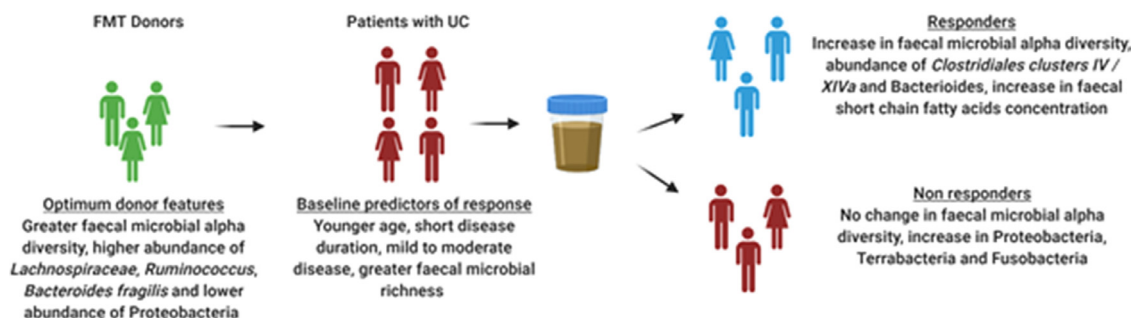 FMT Donors
Optimum donor features
Greater faecal microbial alpha
diversity, higher abundance of
Lachnospiraceae, Ruminococcus,
Bacteroides fragilis and lower
abundance of Proteobacteria
Patients with UC
Baseline predictors of response
Younger age, short disease
duration, mild to moderate
disease, greater faecal microbial
richness
Responders
Increase in faecal microbial alpha diversity,
abundance of Clostridiales clusters IV /
XIVa and Bacterioides, increase in faecal
short chain fatty acids concentration
Non responders
No change in faecal microbial alpha
diversity, increase in Proteobacteria,
Terrabacteria and Fusobacteria